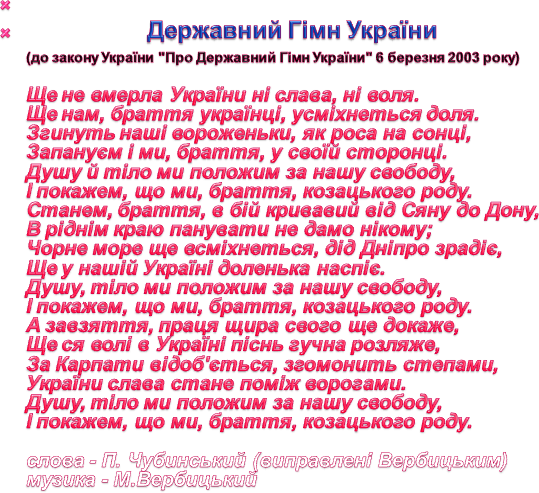 Державний Гімн України
(до закону України "Про Державний Гімн України" 6 березня 2003 року)
Ще не вмерла України ні слава, ні воля.
Ще нам, браття українці, усміхнеться доля.
Згинуть наші вороженьки, як роса на сонці,
Запануєм і ми, браття, у своїй сторонці.
Душу й тіло ми положим за нашу свободу,
І покажем, що ми, браття, козацького роду.
Станем, браття, в бій кривавий від Сяну до Дону,
В ріднім краю панувати не дамо нікому;
Чорне море ще всміхнеться, дід Дніпро зрадіє,
Ще у нашій Україні доленька наспіє.
Душу, тіло ми положим за нашу свободу,
І покажем, що ми, браття, козацького роду.
А завзяття, праця щира свого ще докаже,
Ще ся волі в Україні піснь гучна розляже,
За Карпати відоб'ється, згомонить степами,
України слава стане поміж ворогами.
Душу, тіло ми положим за нашу свободу,
І покажем, що ми, браття, козацького роду.
слова - П. Чубинський (виправлені Вербицьким)
музика - М.Вербицький